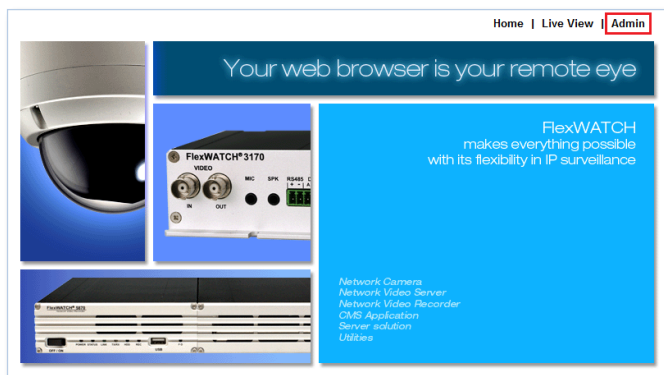 Home | Live View | Admin
Your web browser is your remote eye
FlexWATCH® 3170
VIDEO
MIC SPK RS485 D
+ - A
IN OUT
FlexWATCH
makes everything possible
with its flexibility in IP surveillance
Network Camera
Network Video Server
Network Video Recorder
CMS Application
Server solution
Utilities
FlexWATCH®
USB
OFF / ON